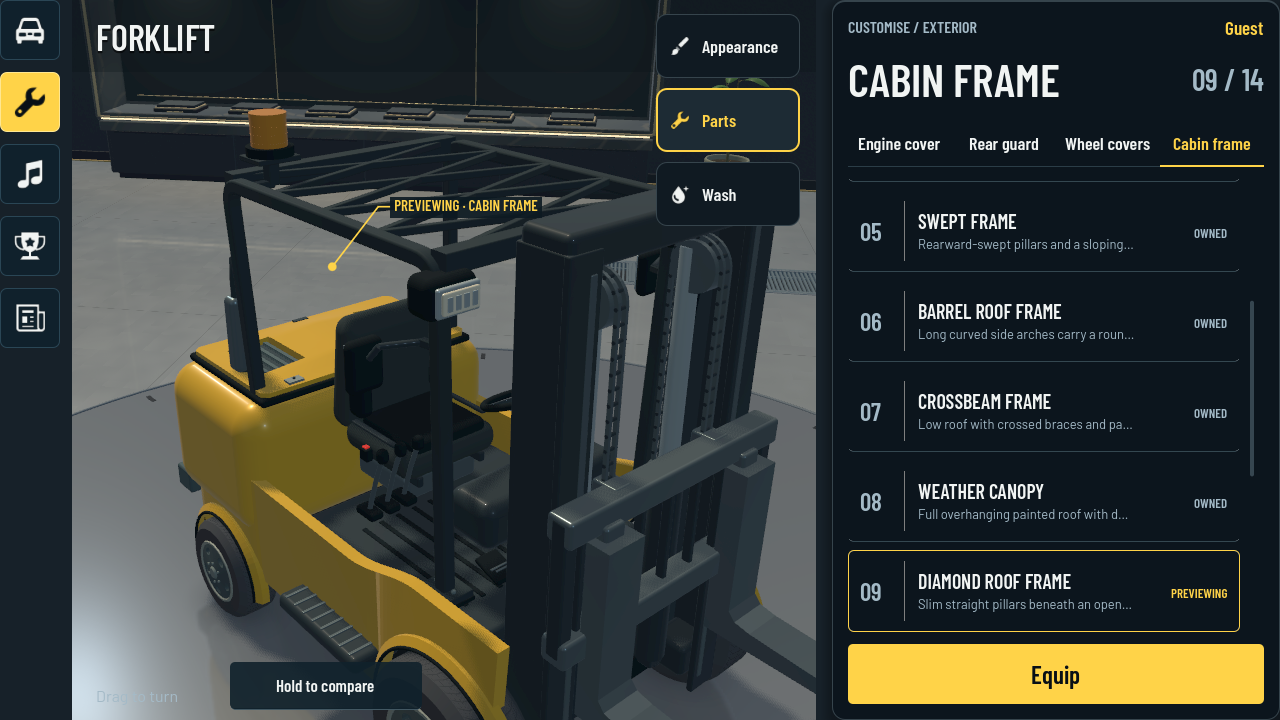 FORKLIFT
Appearance
Parts
Wash
PREVIEWING · CABIN FRAME
Drag to turn
Hold to compare
CUSTOMISE / EXTERIOR
Guest
CABIN FRAME
09 / 14
Engine cover
Rear guard
Wheel covers
Cabin frame
05
SWEPT FRAME
Rearward-swept pillars and a sloping...
OWNED
06
BARREL ROOF FRAME
Long curved side arches carry a roun...
OWNED
07
CROSSBEAM FRAME
Low roof with crossed braces and pa...
OWNED
08
WEATHER CANOPY
Full overhanging painted roof with d...
OWNED
09
DIAMOND ROOF FRAME
Slim straight pillars beneath an open...
PREVIEWING
Equip